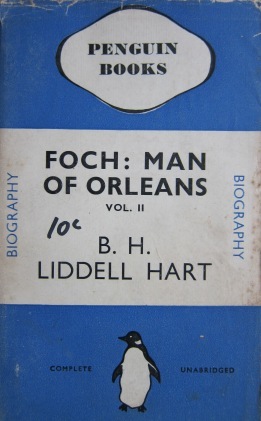 PENGUIN
BOOKS
FOCH: MAN
OF ORLEANS
VOL. II
10c
B. H.
LIDDELL HART
BIOGRAPHY
BIOGRAPHY
COMPLETE UNABRIDGED